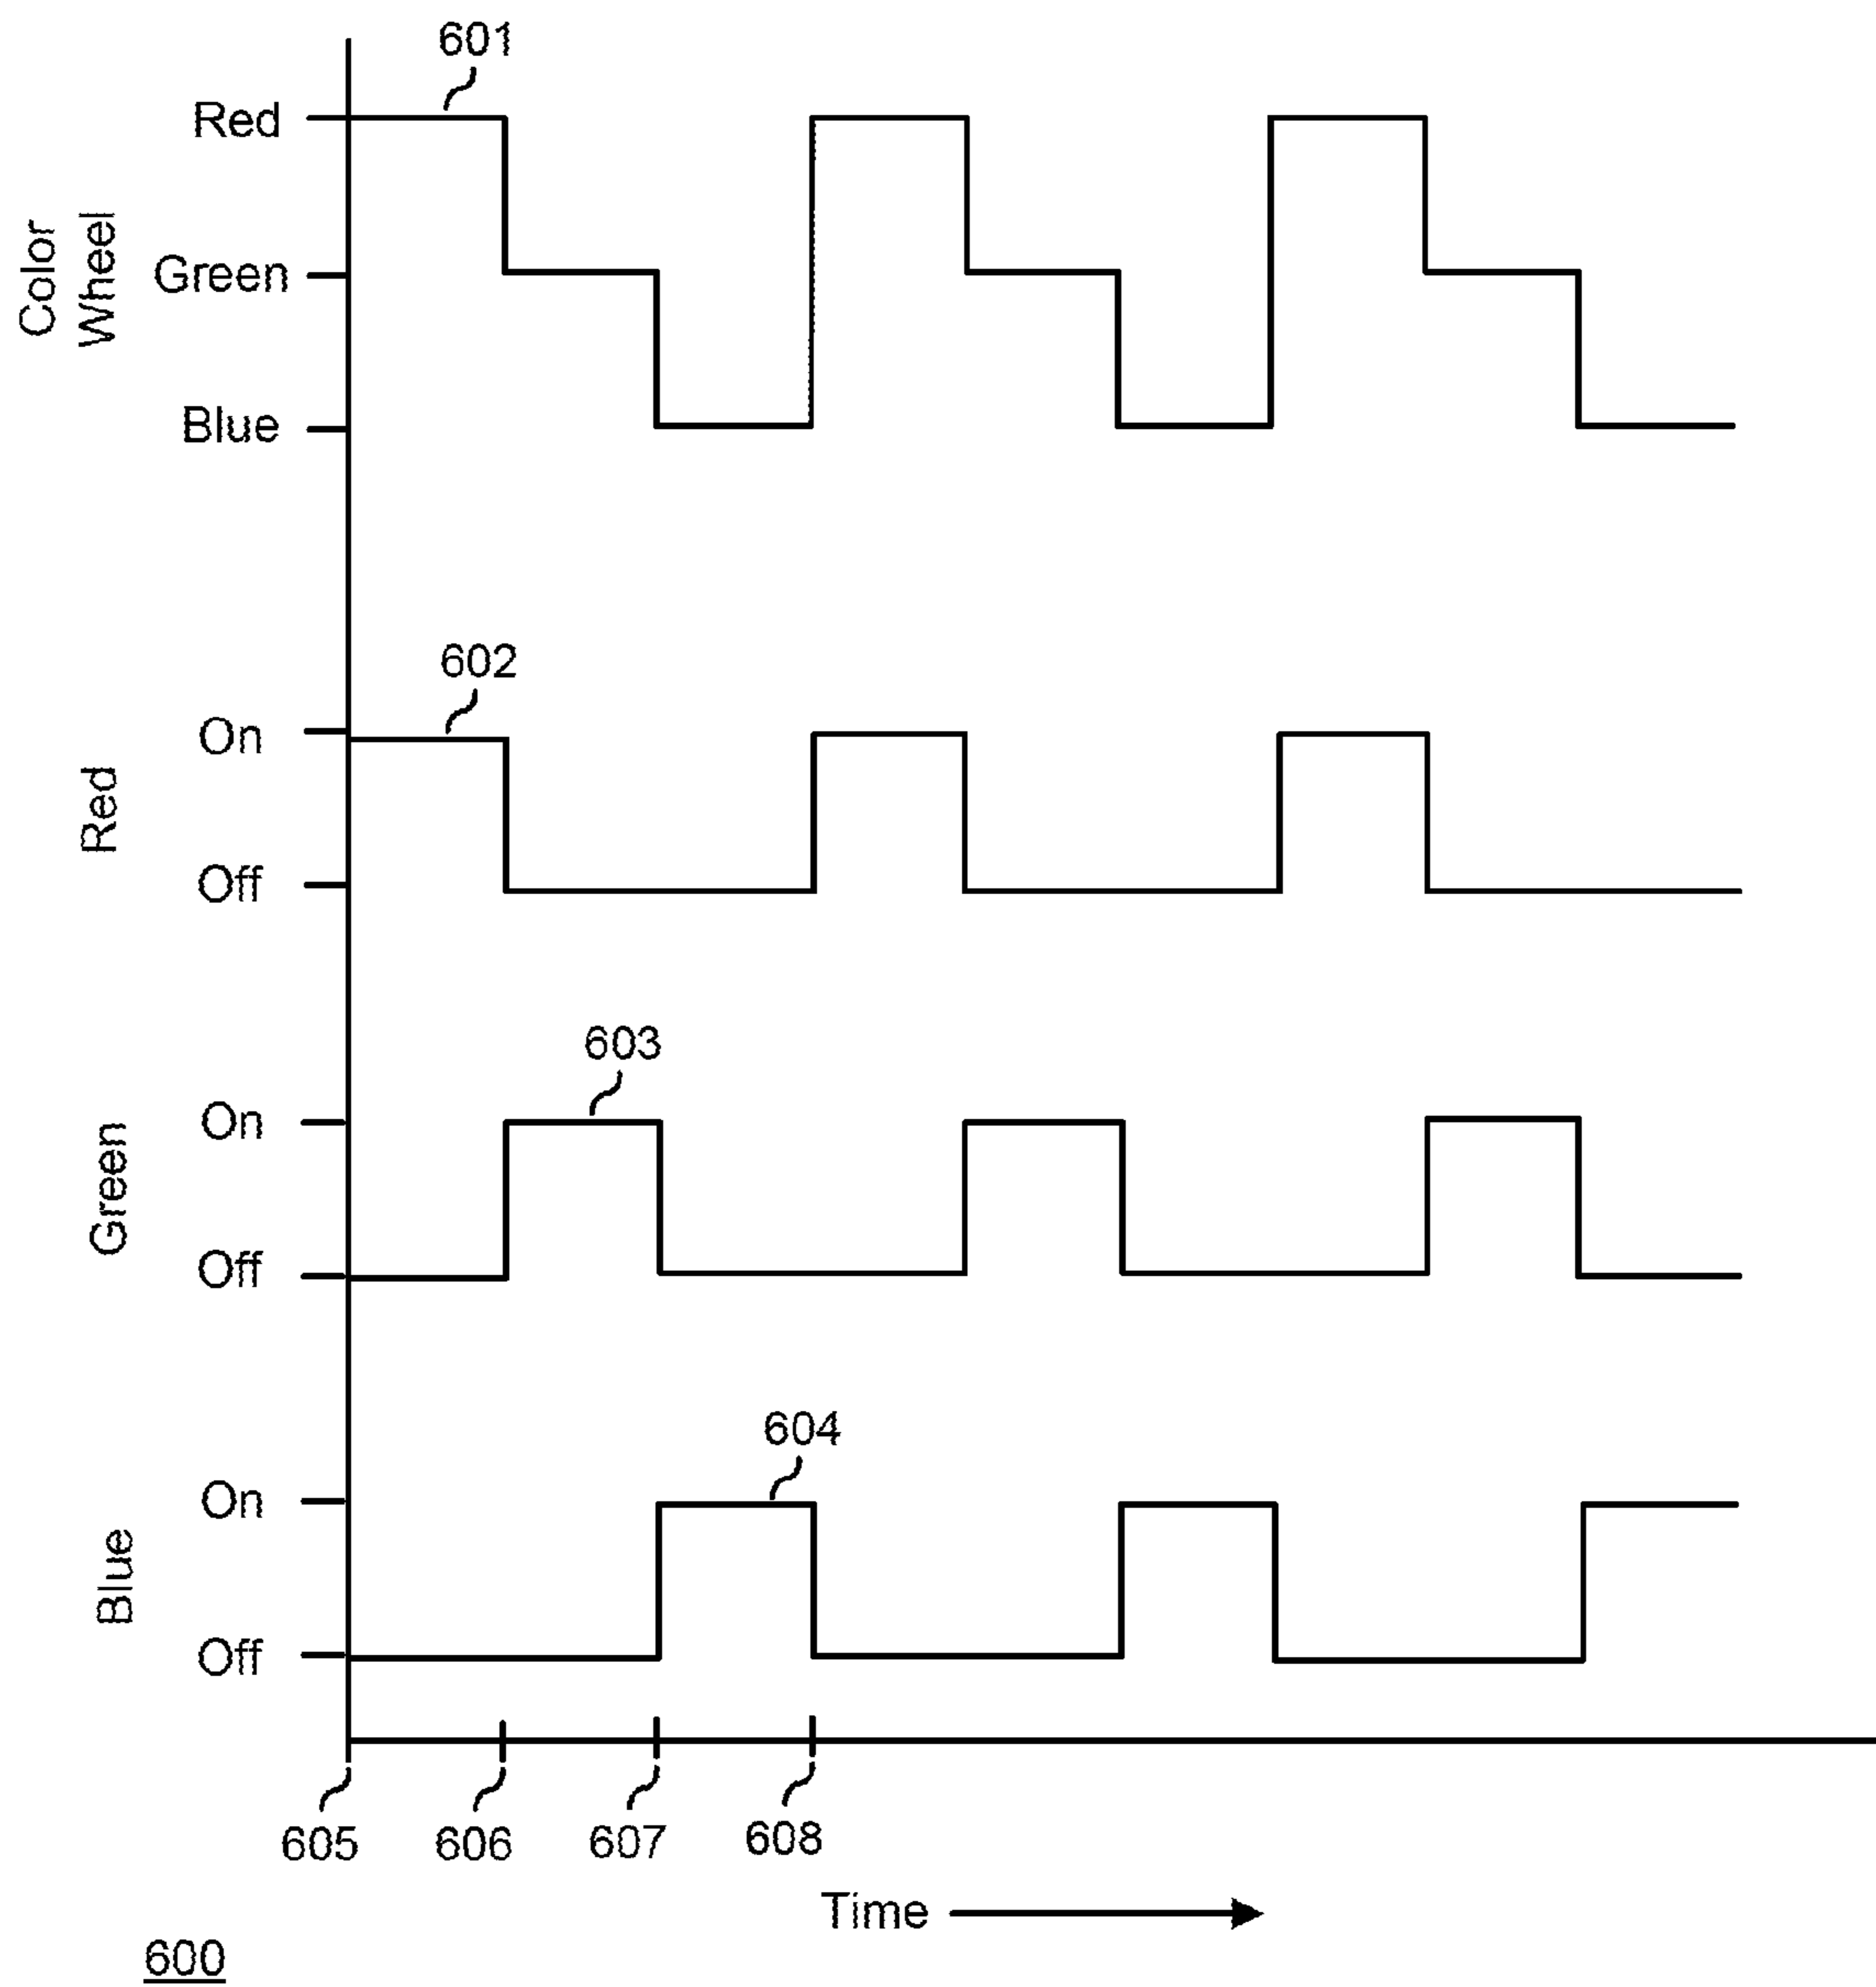 601
Red
Color
Wheel
Green
Blue
602
On
Red
Off
603
On
Green
Off
604
On
Blue
Off
605
606
607
608
Time
600